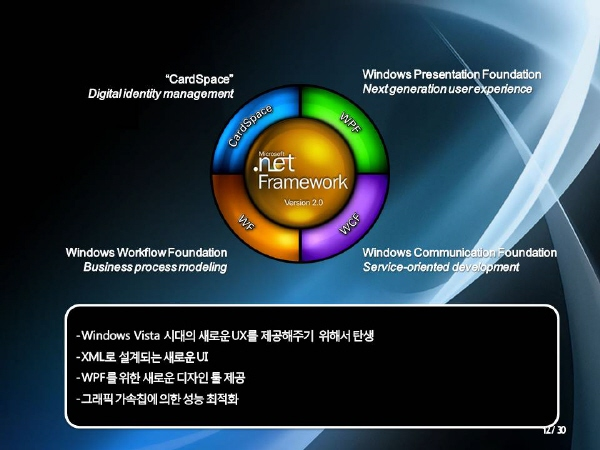 “CardSpace”
Digital identity management
Windows Presentation Foundation
Next generation user experience
CardSpace
WPF
Microsoft
.net
Framework
Version 2.0
WF
WCF
Windows Workflow Foundation
Business process modeling
Windows Communication Foundation
Service-oriented development
-Windows Vista 시대의 새로운 UX를 제공해주기 위해서 탄생
-XML로 설계되는 새로운 UI
-WPF를 위한 새로운 디자인 툴 제공
-그래픽 가속칩에 의한 성능 최적화
12/30